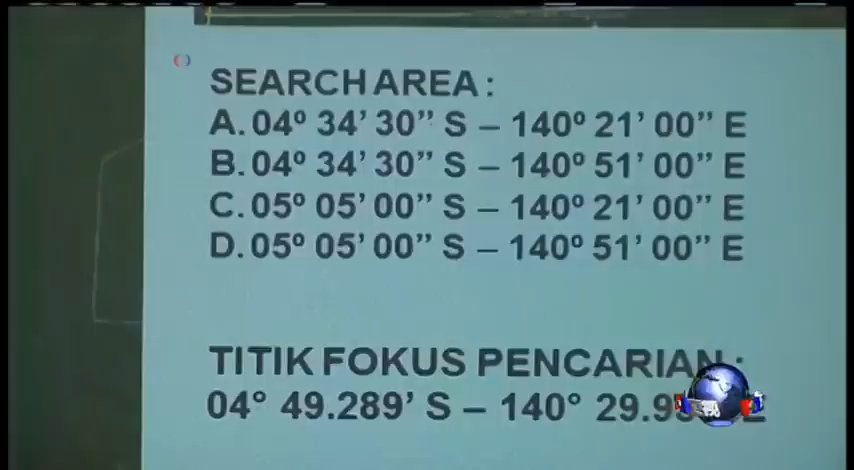 SEARCH AREA :
A. 04º 34’ 30” S – 140º 21’ 00” E
B. 04º 34’ 30” S – 140º 51’ 00” E
C. 05º 05’ 00” S – 140º 21’ 00” E
D. 05º 05’ 00” S – 140º 51’ 00” E
TITIK FOKUS PENCARIAN :
04° 49.289’ S – 140° E